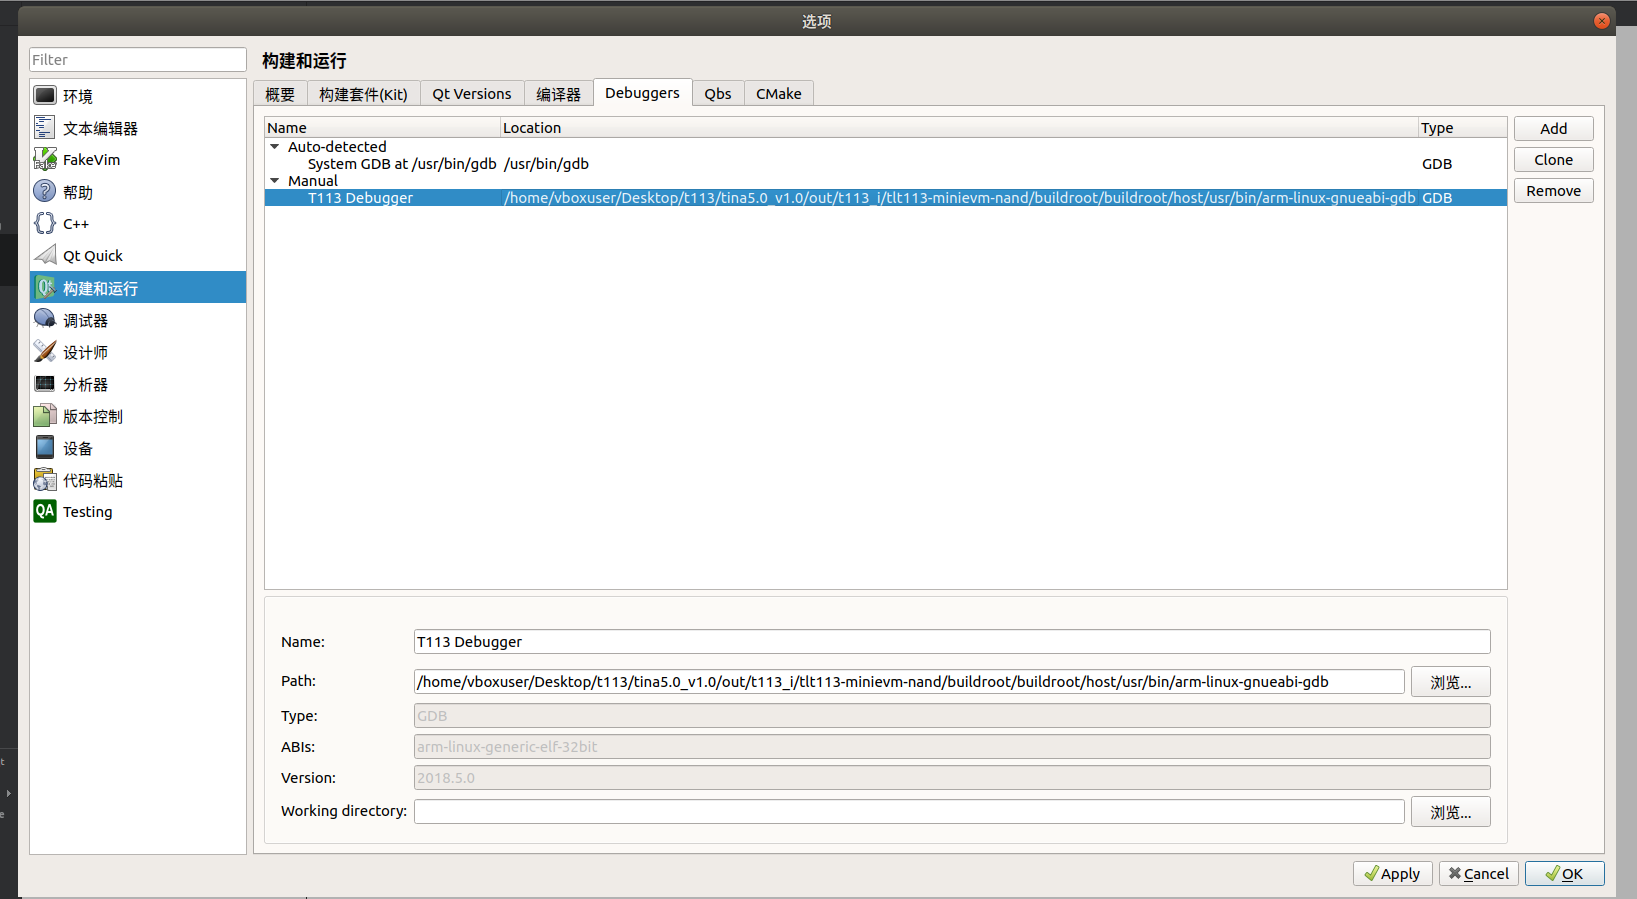 选项
Filter
环境
文本编辑器
FakeVim
帮助
C++
Qt Quick
构建和运行
调试器
设计师
分析器
版本控制
设备
代码粘贴
Testing
构建和运行
概要 构建套件(Kit) Qt Versions 编译器 Debuggers Qbs CMake
Name Location Type
Auto-detected
System GDB at /usr/bin/gdb /usr/bin/gdb GDB
Manual
T113 Debugger /home/vboxuser/Desktop/t113/tina5.0_v1.0/out/t113_i/tlt113-minievm-nand/buildroot/buildroot/host/usr/bin/arm-linux-gnueabi-gdb GDB
Add
Clone
Remove
Name: T113 Debugger
Path: /home/vboxuser/Desktop/t113/tina5.0_v1.0/out/t113_i/tlt113-minievm-nand/buildroot/buildroot/host/usr/bin/arm-linux-gnueabi-gdb 浏览...
Type: GDB
ABIs: arm-linux-generic-elf-32bit
Version: 2018.5.0
Working directory: 浏览...
Apply Cancel OK